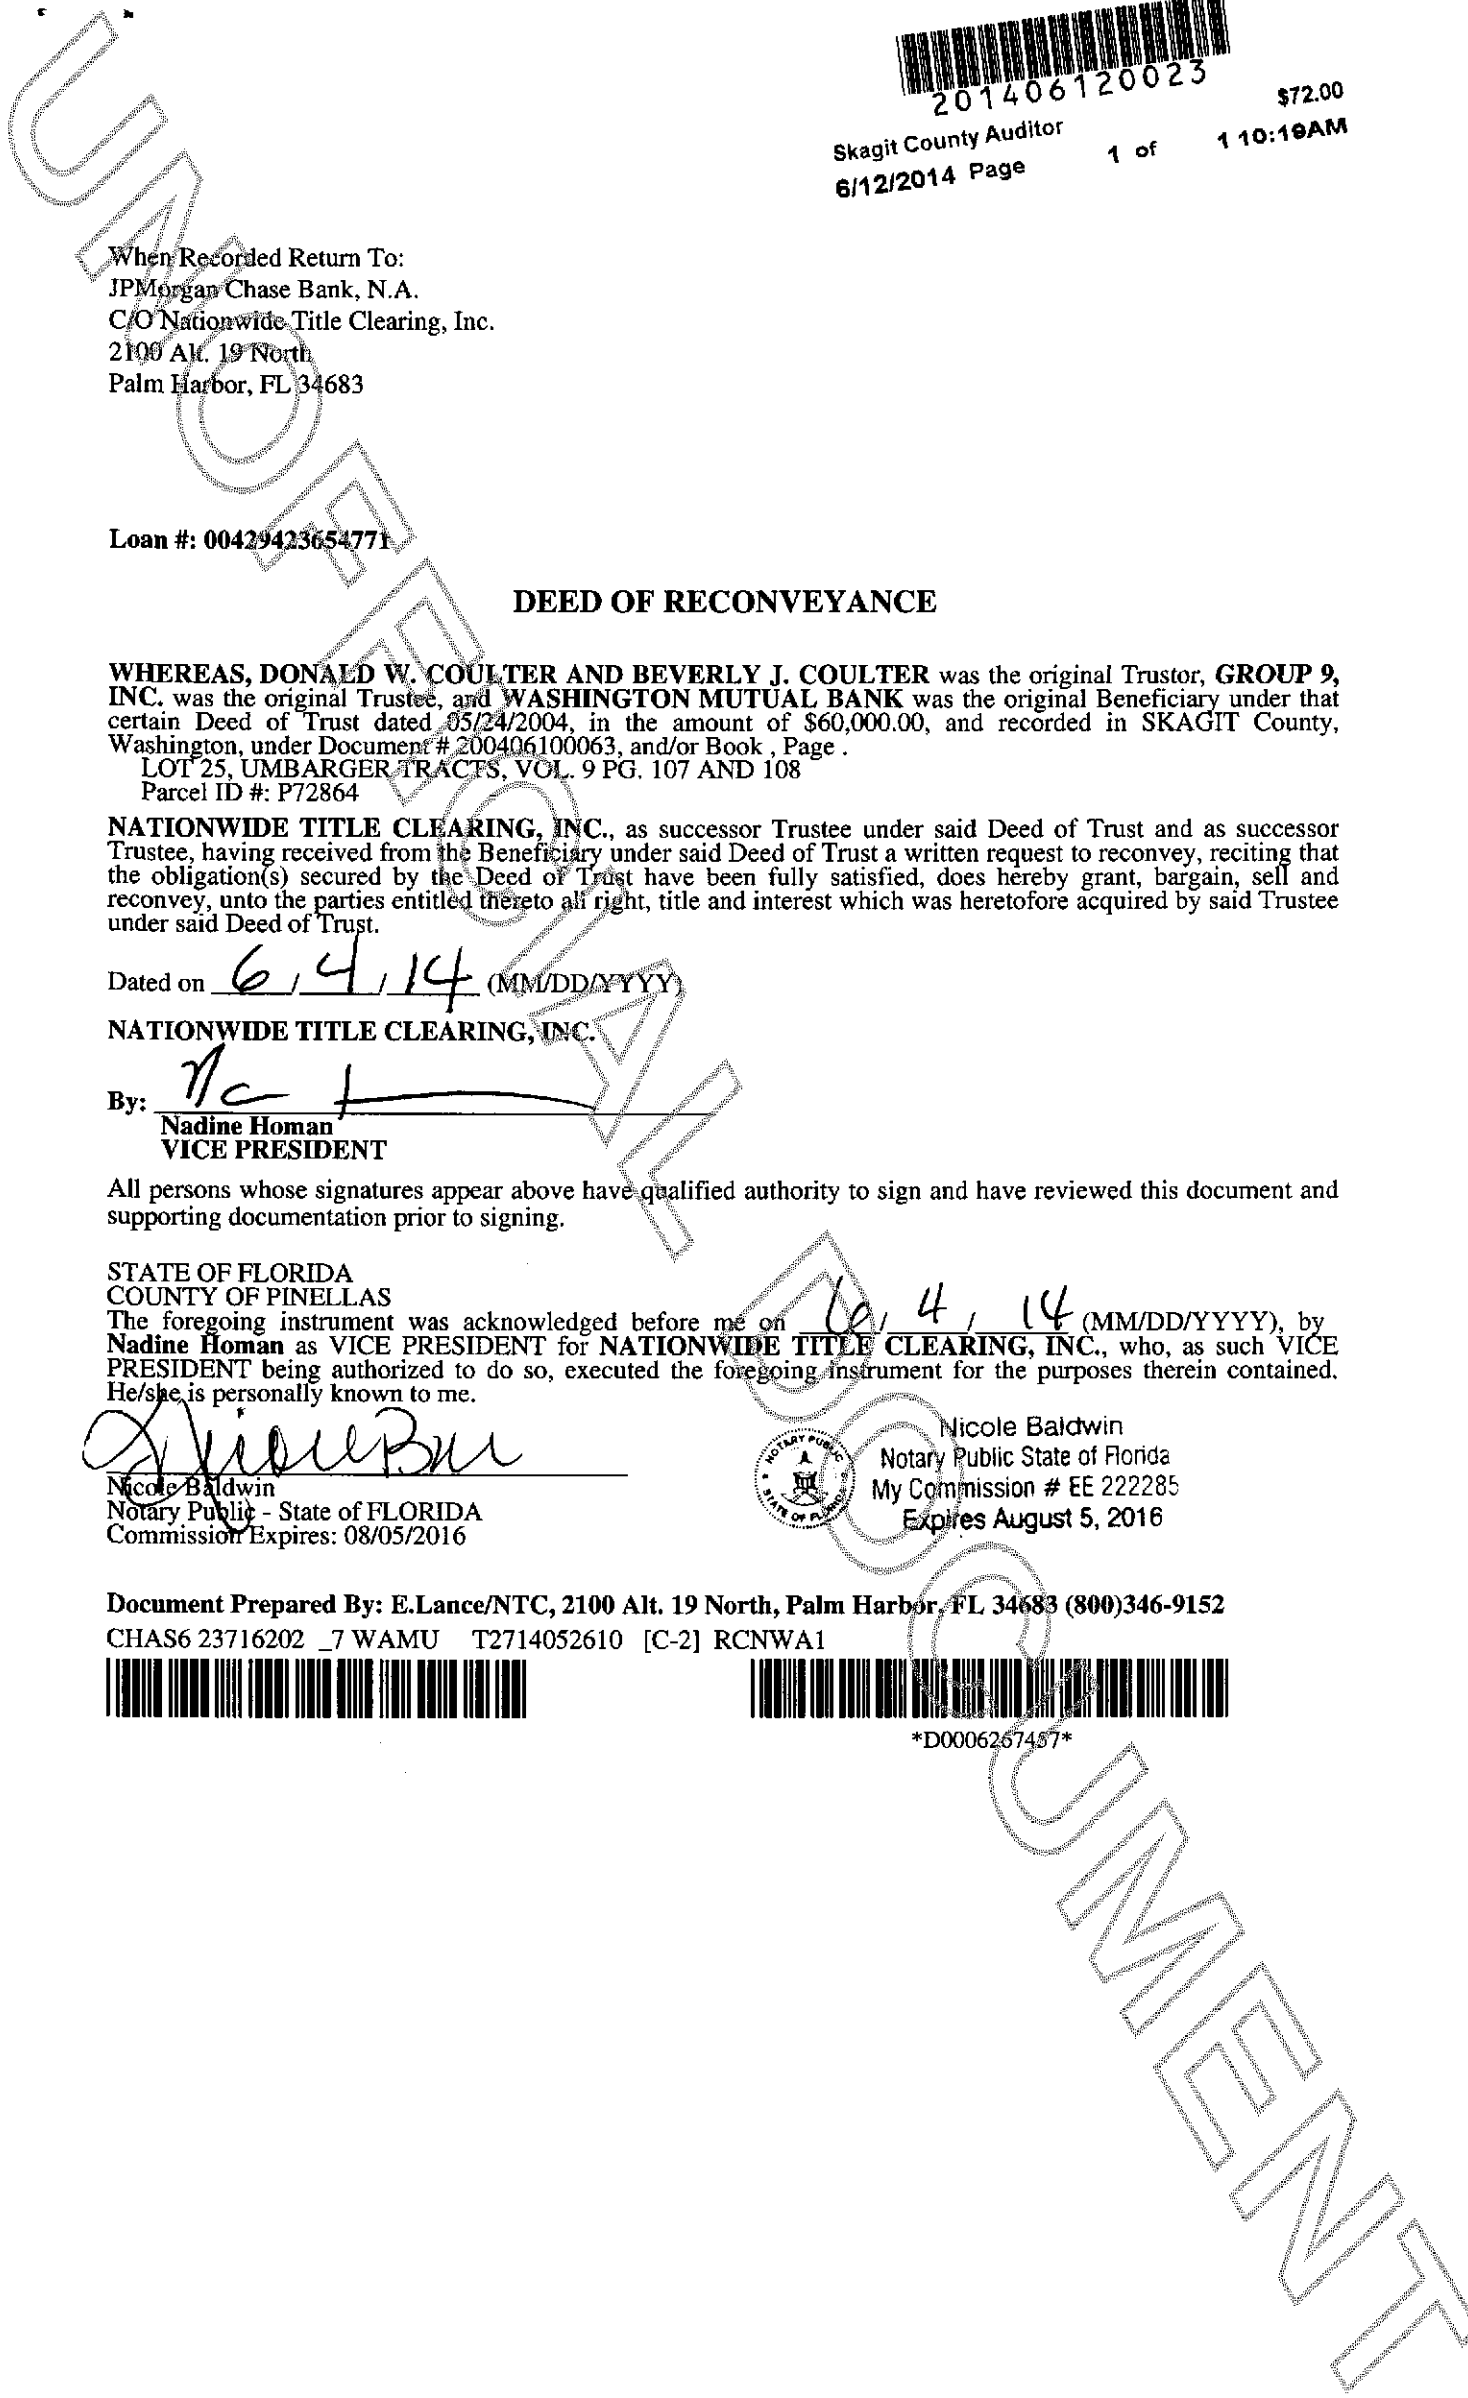 201406120023
$72.00
Skagit County Auditor
6/12/2014 Page 1 of 1 10:19AM
When Recorded Return To:
JPMorgan Chase Bank, N.A.
C/O Nationwide Title Clearing, Inc.
2100 Alt. 19 North
Palm Harbor, FL 34683
Loan #: 00429423654771
DEED OF RECONVEYANCE
WHEREAS, DONALD W. COULTER AND BEVERLY J. COULTER was the original Trustor, GROUP 9,
INC. was the original Trustee, and WASHINGTON MUTUAL BANK was the original Beneficiary under that
certain Deed of Trust dated 05/24/2004, in the amount of $60,000.00, and recorded in SKAGIT County,
Washington, under Document # 200406100063, and/or Book , Page .
LOT 25, UMBARGER TRACTS, VOL. 9 PG. 107 AND 108
Parcel ID #: P72864
NATIONWIDE TITLE CLEARING, INC., as successor Trustee under said Deed of Trust and as successor
Trustee, having received from the Beneficiary under said Deed of Trust a written request to reconvey, reciting that
the obligation(s) secured by the Deed of Trust have been fully satisfied, does hereby grant, bargain, sell and
reconvey, unto the parties entitled thereto all right, title and interest which was heretofore acquired by said Trustee
under said Deed of Trust.
Dated on 6 / 4 / 14 (MM/DD/YYYY)
NATIONWIDE TITLE CLEARING, INC.
By:
Nadine Homan
VICE PRESIDENT
All persons whose signatures appear above have qualified authority to sign and have reviewed this document and
supporting documentation prior to signing.
STATE OF FLORIDA
COUNTY OF PINELLAS
The foregoing instrument was acknowledged before me on 6 / 4 / 14 (MM/DD/YYYY), by
Nadine Homan as VICE PRESIDENT for NATIONWIDE TITLE CLEARING, INC., who, as such VICE
PRESIDENT being authorized to do so, executed the foregoing instrument for the purposes therein contained.
He/she is personally known to me.
Nicole Baldwin
Notary Public - State of FLORIDA
Commission Expires: 08/05/2016
NOTARY PUBLIC STATE OF FLORIDA
Nicole Baldwin
Notary Public State of Florida
My Commission # EE 222285
Expires August 5, 2016
Document Prepared By: E.Lance/NTC, 2100 Alt. 19 North, Palm Harbor, FL 34683 (800)346-9152
CHAS6 23716202 _7 WAMU T2714052610 [C-2] RCNWA1
*D0006267457*
UNOFFICIAL DOCUMENT